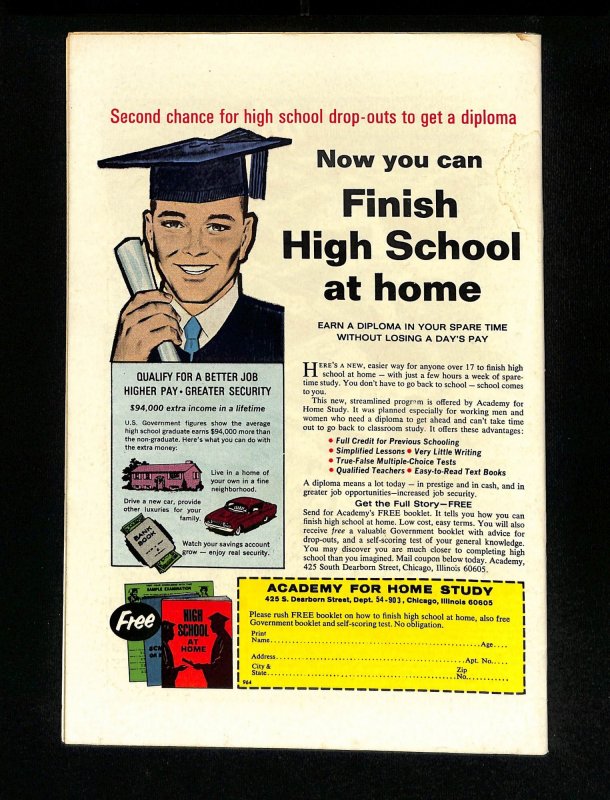 Second chance for high school drop-outs to get a diploma
Now you can
Finish
High School
at home
EARN A DIPLOMA IN YOUR SPARE TIME
WITHOUT LOSING A DAY'S PAY
HERE'S A NEW, easier way for anyone over 17 to finish high
school at home – with just a few hours a week of spare-
time study. You don't have to go back to school – school comes
to you.
This new, streamlined program is offered by Academy for
Home Study. It was planned especially for working men and
women who need a diploma to get ahead and can't take time
out to go back to classroom study. It offers these advantages:
• Full Credit for Previous Schooling
• Simplified Lessons • Very Little Writing
• True-False Multiple-Choice Tests
• Qualified Teachers • Easy-to-Read Text Books
A diploma means a lot today – in prestige and in cash, and in
greater job opportunities–increased job security.
Get the Full Story–FREE
Send for Academy's FREE booklet. It tells you how you can
finish high school at home. Low cost, easy terms. You will also
receive free a valuable Government booklet with advice for
drop-outs, and a self-scoring test of your general knowledge.
You may discover you are much closer to completing high
school than you imagined. Mail coupon below today. Academy,
425 South Dearborn Street, Chicago, Illinois 60605.
QUALIFY FOR A BETTER JOB
HIGHER PAY • GREATER SECURITY
$94,000 extra income in a lifetime
U.S. Government figures show the average
high school graduate earns $94,000 more than
the non-graduate. Here's what you can do with
the extra money:
Live in a home of
your own in a fine
neighborhood.
Drive a new car, provide
other luxuries for your
family.
BANK
BOOK
Watch your savings account
grow – enjoy real security.
SAMPLE EXAMINATION
Free
HIGH
SCHOOL
AT
HOME
ACADEMY FOR HOME STUDY
425 S. Dearborn Street, Dept. 54-903, Chicago, Illinois 60605
Please rush FREE booklet on how to finish high school at home, also free
Government booklet and self-scoring test. No obligation.
Print
Name Age
Address Apt. No.
City & Zip
State No.
964